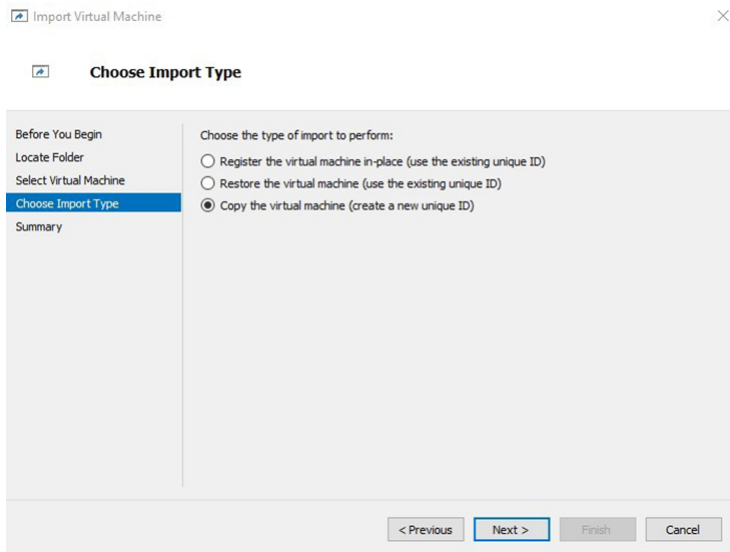 Import Virtual Machine
Choose Import Type
Before You Begin
Locate Folder
Select Virtual Machine
Choose Import Type
Summary
Choose the type of import to perform:
Register the virtual machine in-place (use the existing unique ID)
Restore the virtual machine (use the existing unique ID)
Copy the virtual machine (create a new unique ID)
< Previous
Next >
Finish
Cancel